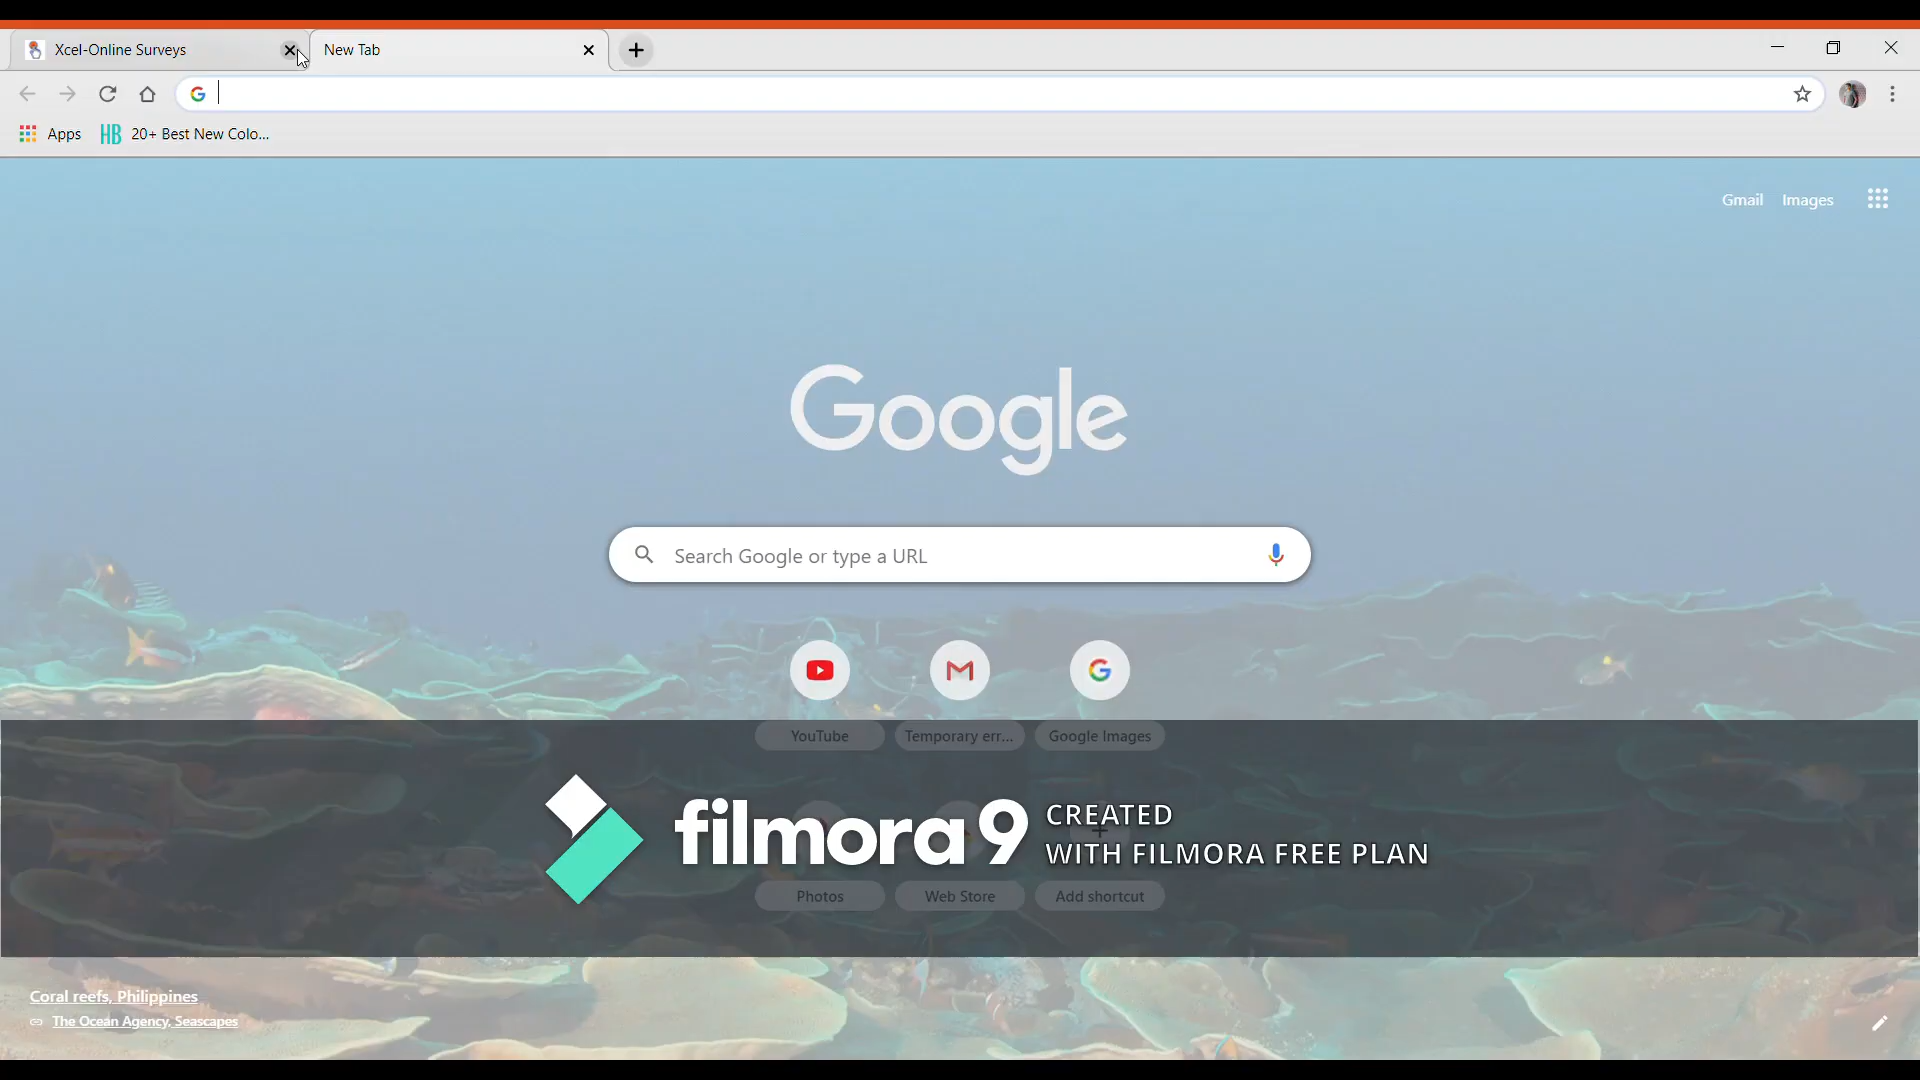 Xcel-Online Surveys
New Tab
Apps
HB 20+ Best New Colo...
Gmail Images
Google
Search Google or type a URL
YouTube Temporary err... Google Images
filmora9 CREATED
WITH FILMORA FREE PLAN
Photos Web Store Add shortcut
Coral reefs, Philippines
The Ocean Agency, Seascapes